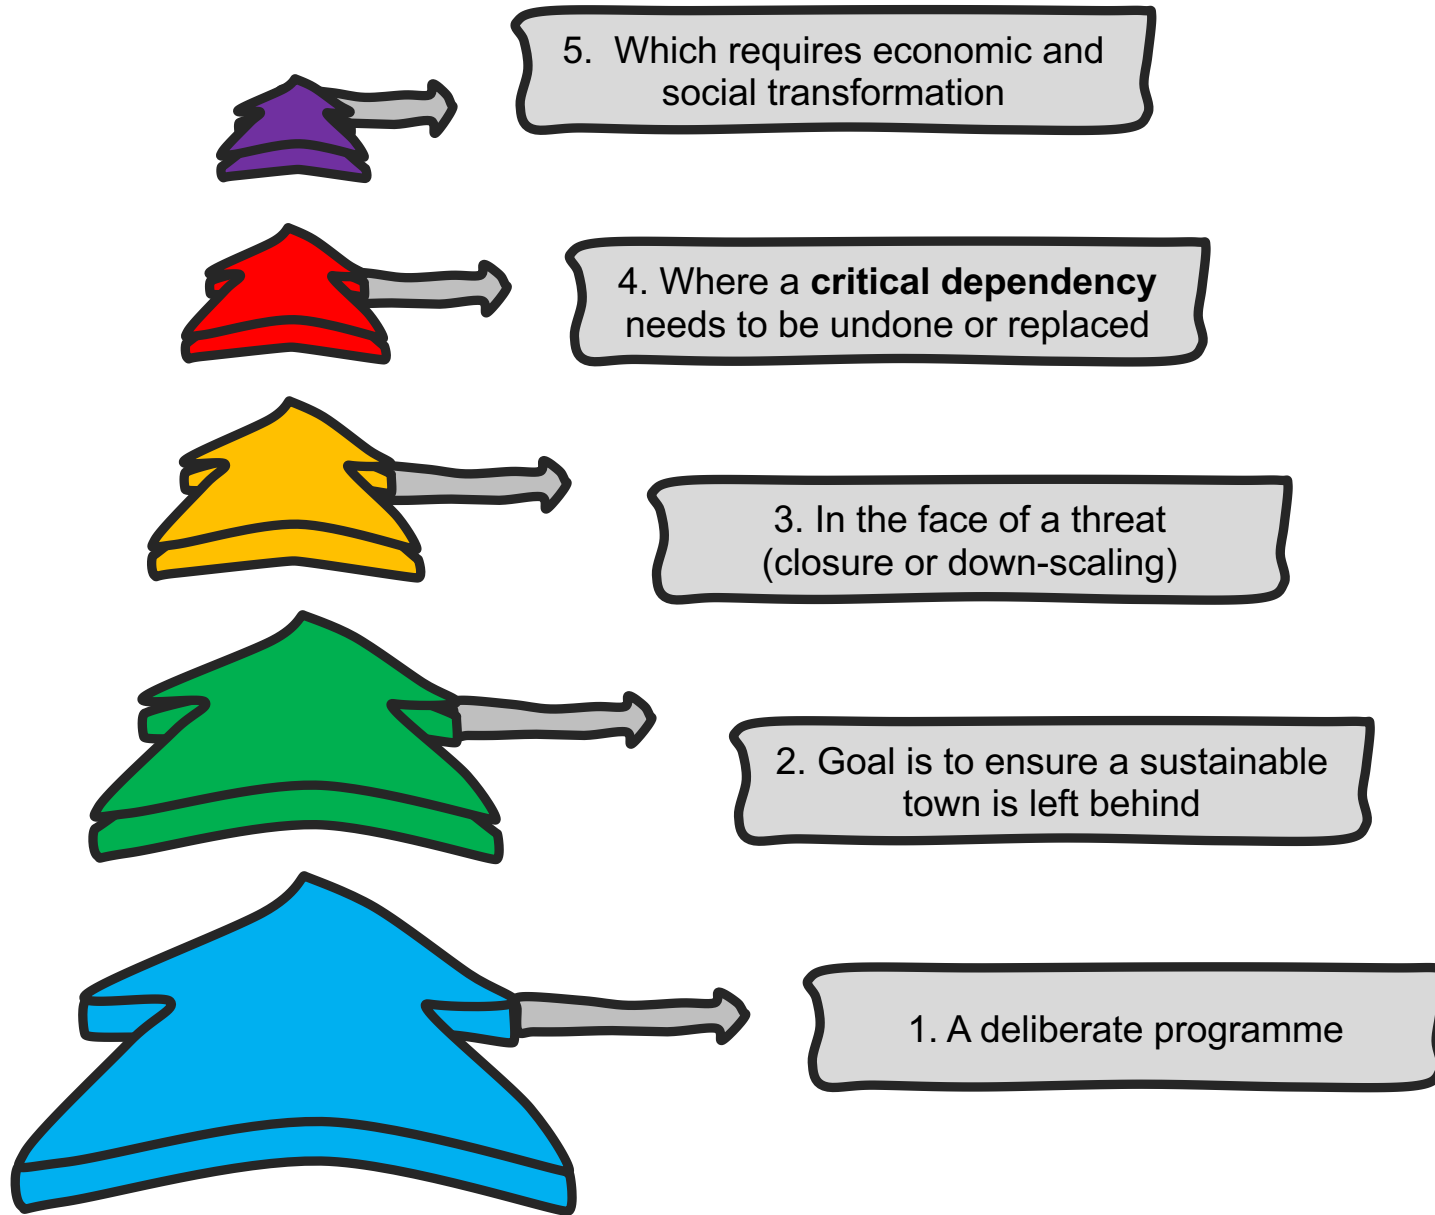 5. Which requires economic and
social transformation
4. Where a critical dependency
needs to be undone or replaced
3. In the face of a threat
(closure or down-scaling)
2. Goal is to ensure a sustainable
town is left behind
1. A deliberate programme